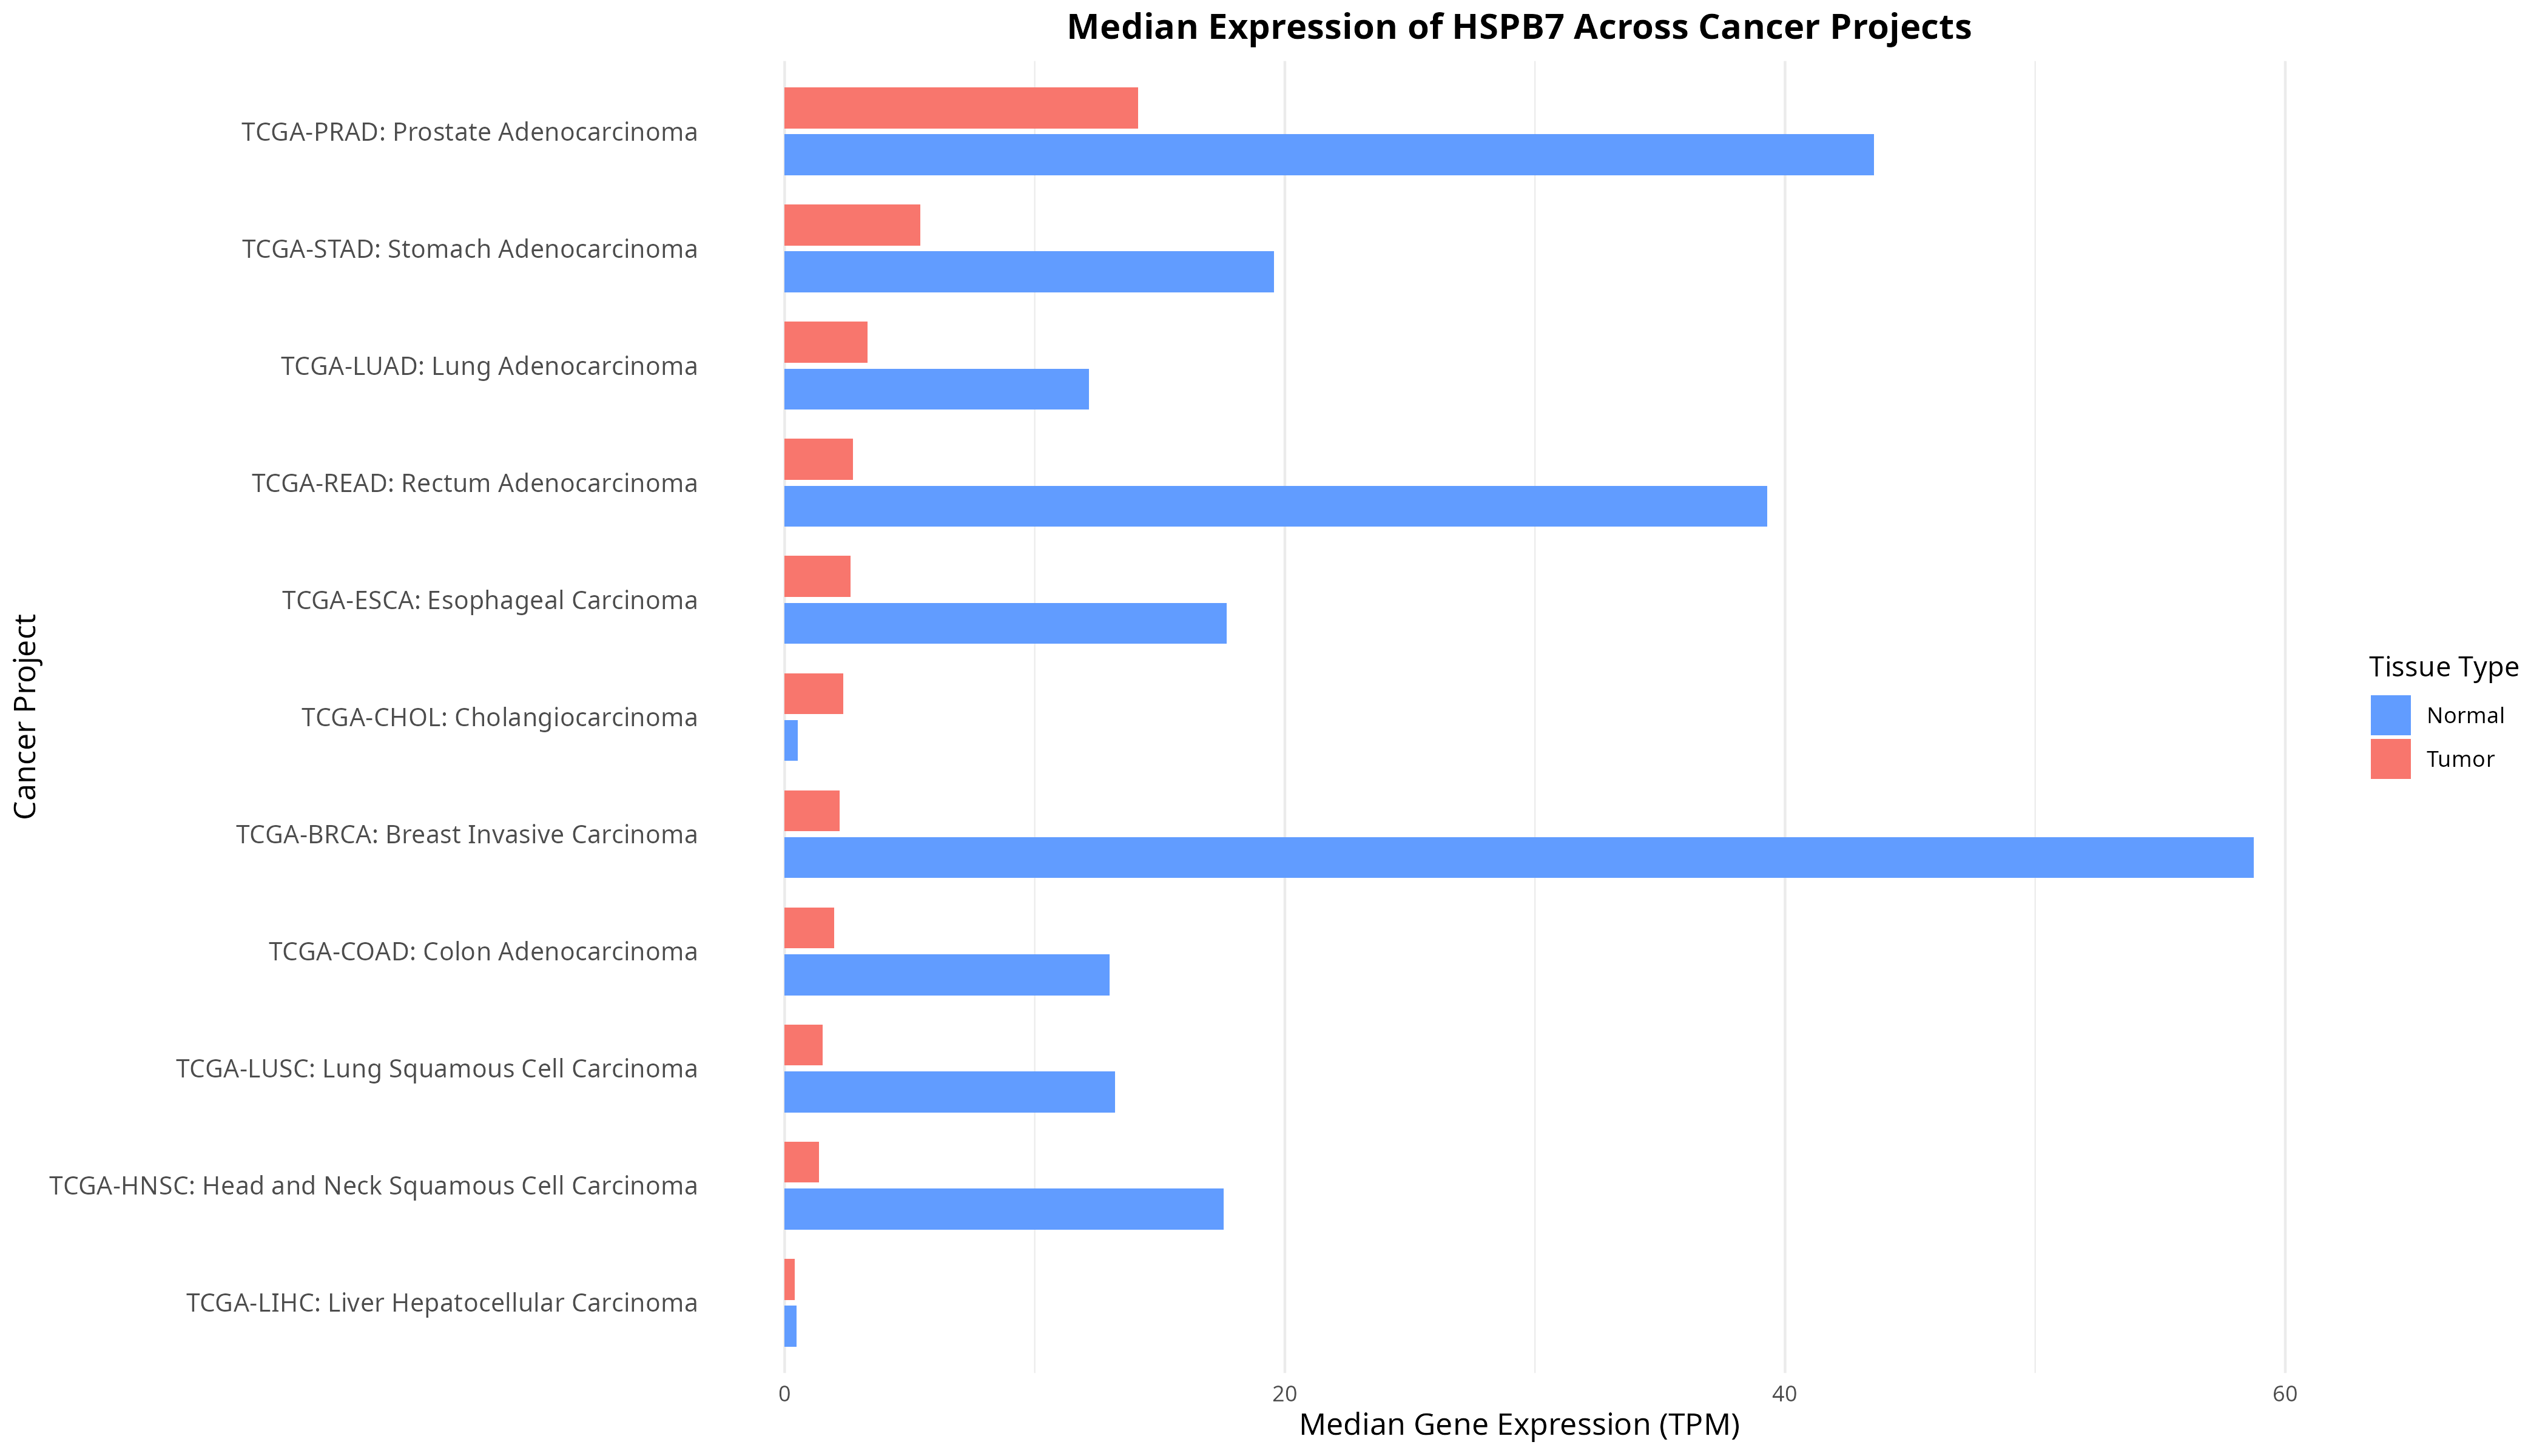 Median Expression of HSPB7 Across Cancer Projects
Cancer Project
TCGA-PRAD: Prostate Adenocarcinoma
TCGA-STAD: Stomach Adenocarcinoma
TCGA-LUAD: Lung Adenocarcinoma
TCGA-READ: Rectum Adenocarcinoma
TCGA-ESCA: Esophageal Carcinoma
TCGA-CHOL: Cholangiocarcinoma
TCGA-BRCA: Breast Invasive Carcinoma
TCGA-COAD: Colon Adenocarcinoma
TCGA-LUSC: Lung Squamous Cell Carcinoma
TCGA-HNSC: Head and Neck Squamous Cell Carcinoma
TCGA-LIHC: Liver Hepatocellular Carcinoma
0 20 40 60
Median Gene Expression (TPM)
Tissue Type
Normal
Tumor